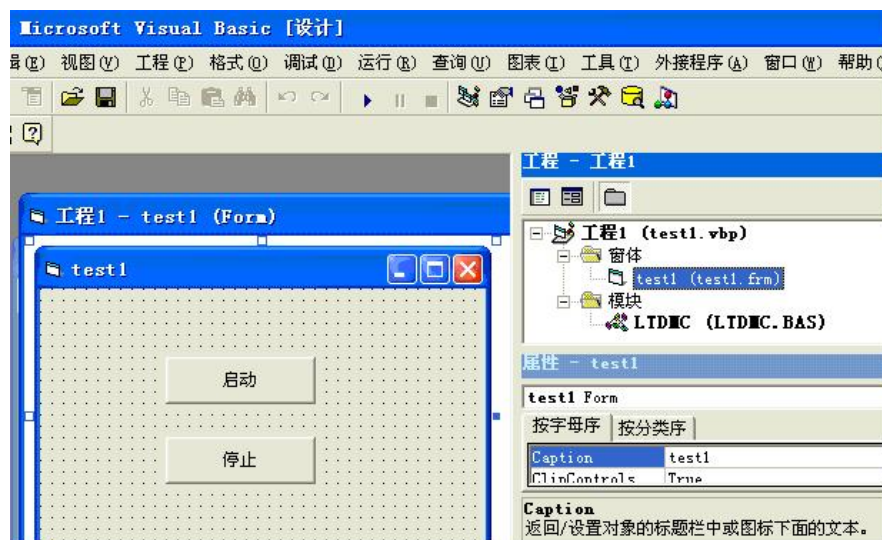 Microsoft Visual Basic [设计]
(E) 视图(V) 工程(P) 格式(O) 调试(D) 运行(R) 查询(U) 图表(I) 工具(T) 外接程序(A) 窗口(W) 帮助(
工程 - 工程1
工程1 - test1 (Form)
工程1 (test1.vbp)
窗体
test1 (test1.frm)
模块
LTDMC (LTDMC.BAS)
test1
启动
停止
属性 - test1
test1 Form
按字母序 按分类序
Caption test1
ClipControls True
Caption
返回/设置对象的标题栏中或图标下面的文本。